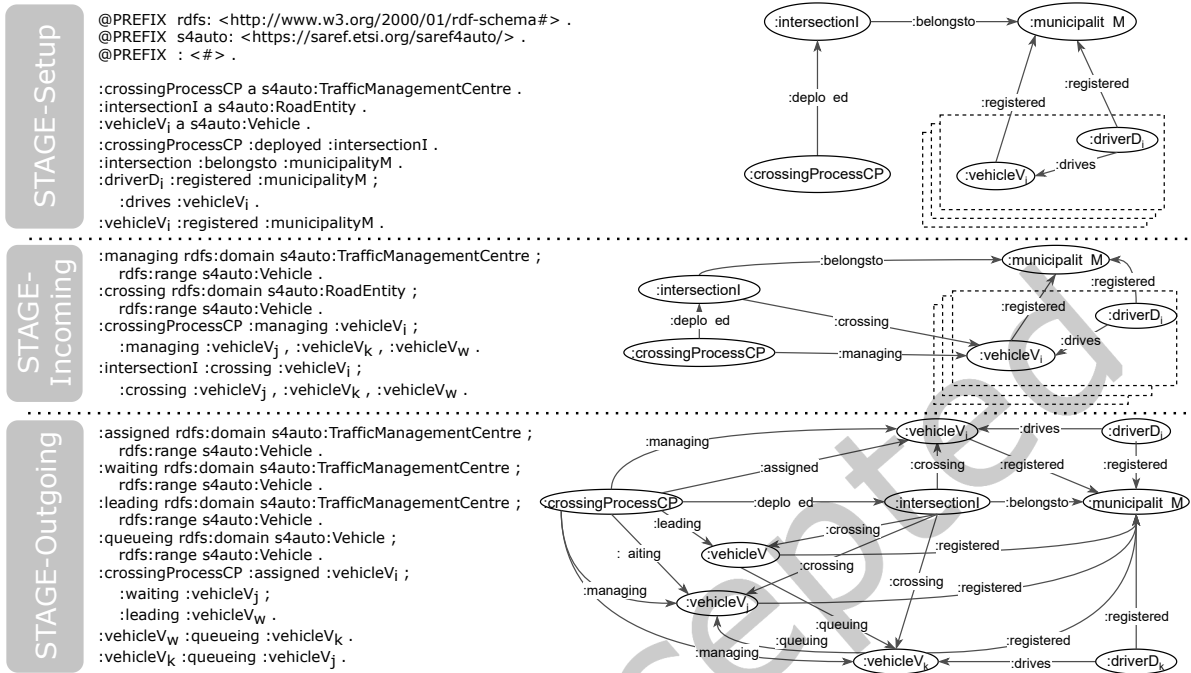 STAGE-Setup
@PREFIX rdfs: <http://www.w3.org/2000/01/rdf-schema#> .
@PREFIX s4auto: <https://saref.etsi.org/saref4auto/> .
@PREFIX : <#> .
:crossingProcessCP a s4auto:TrafficManagementCentre .
:intersectionI a s4auto:RoadEntity .
:vehicleVi a s4auto:Vehicle .
:crossingProcessCP :deployed :intersectionI .
:intersection :belongsto :municipalityM .
:driverDi :registered :municipalityM ;
:drives :vehicleVi .
:vehicleVi :registered :municipalityM .
:intersectionI
:belongsto
:municipalit M
:deplo ed
:registered
:registered
:driverDi
:drives
:vehicleVi
:crossingProcessCP
STAGE-
Incoming
:managing rdfs:domain s4auto:TrafficManagementCentre ;
rdfs:range s4auto:Vehicle .
:crossing rdfs:domain s4auto:RoadEntity ;
rdfs:range s4auto:Vehicle .
:crossingProcessCP :managing :vehicleVi ;
:managing :vehicleVj , :vehicleVk , :vehicleVw .
:intersectionI :crossing :vehicleVi ;
:crossing :vehicleVj , :vehicleVk , :vehicleVw .
:belongsto
:municipalit M
:registered
:intersectionI
:registered
:driverDi
:deplo ed
:crossing
:drives
:crossingProcessCP
:managing
:vehicleVi
STAGE-Outgoing
:assigned rdfs:domain s4auto:TrafficManagementCentre ;
rdfs:range s4auto:Vehicle .
:waiting rdfs:domain s4auto:TrafficManagementCentre ;
rdfs:range s4auto:Vehicle .
:leading rdfs:domain s4auto:TrafficManagementCentre ;
rdfs:range s4auto:Vehicle .
:queueing rdfs:domain s4auto:Vehicle ;
rdfs:range s4auto:Vehicle .
:crossingProcessCP :assigned :vehicleVi ;
:waiting :vehicleVj ;
:leading :vehicleVw .
:vehicleVw :queueing :vehicleVk .
:vehicleVk :queueing :vehicleVj .
:managing
:vehicleVi
:drives
:driverDi
:assigned
:crossing
:registered
:registered
:crossingProcessCP
:deplo ed
:intersectionI
:belongsto
:municipalit M
:leading
:crossing
: aiting
:vehicleV
:registered
:crossing
:crossing
:registered
:managing
:vehicleVj
:queuing
:registered
:queuing
:registered
:managing
:vehicleVk
:drives
:driverDk